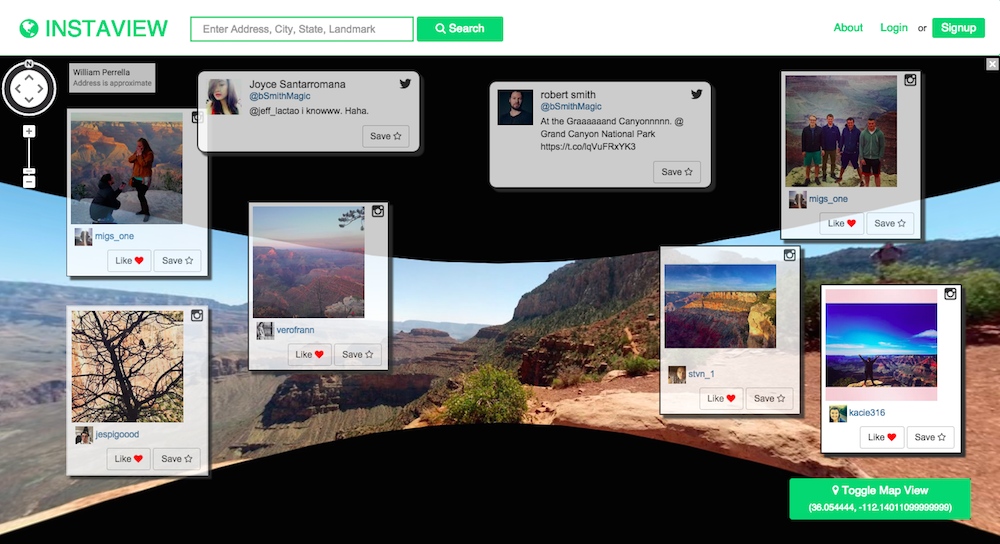 INSTAVIEW
Enter Address, City, State, Landmark
Search
About
Login
or
Signup
N
William Perrella
Address is approximate
Joyce Santarromana
@bSmithMagic
@jeff_lactao i knowww. Haha.
Save
robert smith
@bSmithMagic
At the Graaaaaand Canyonnnnn. @
Grand Canyon National Park
https://t.co/lqVuFRxYK3
Save
migs_one
Like
Save
migs_one
Like
Save
verofrann
Like
Save
stvn_1
Like
Save
jespigoood
Like
Save
kacie316
Like
Save
Toggle Map View
(36.054444, -112.14011099999999)